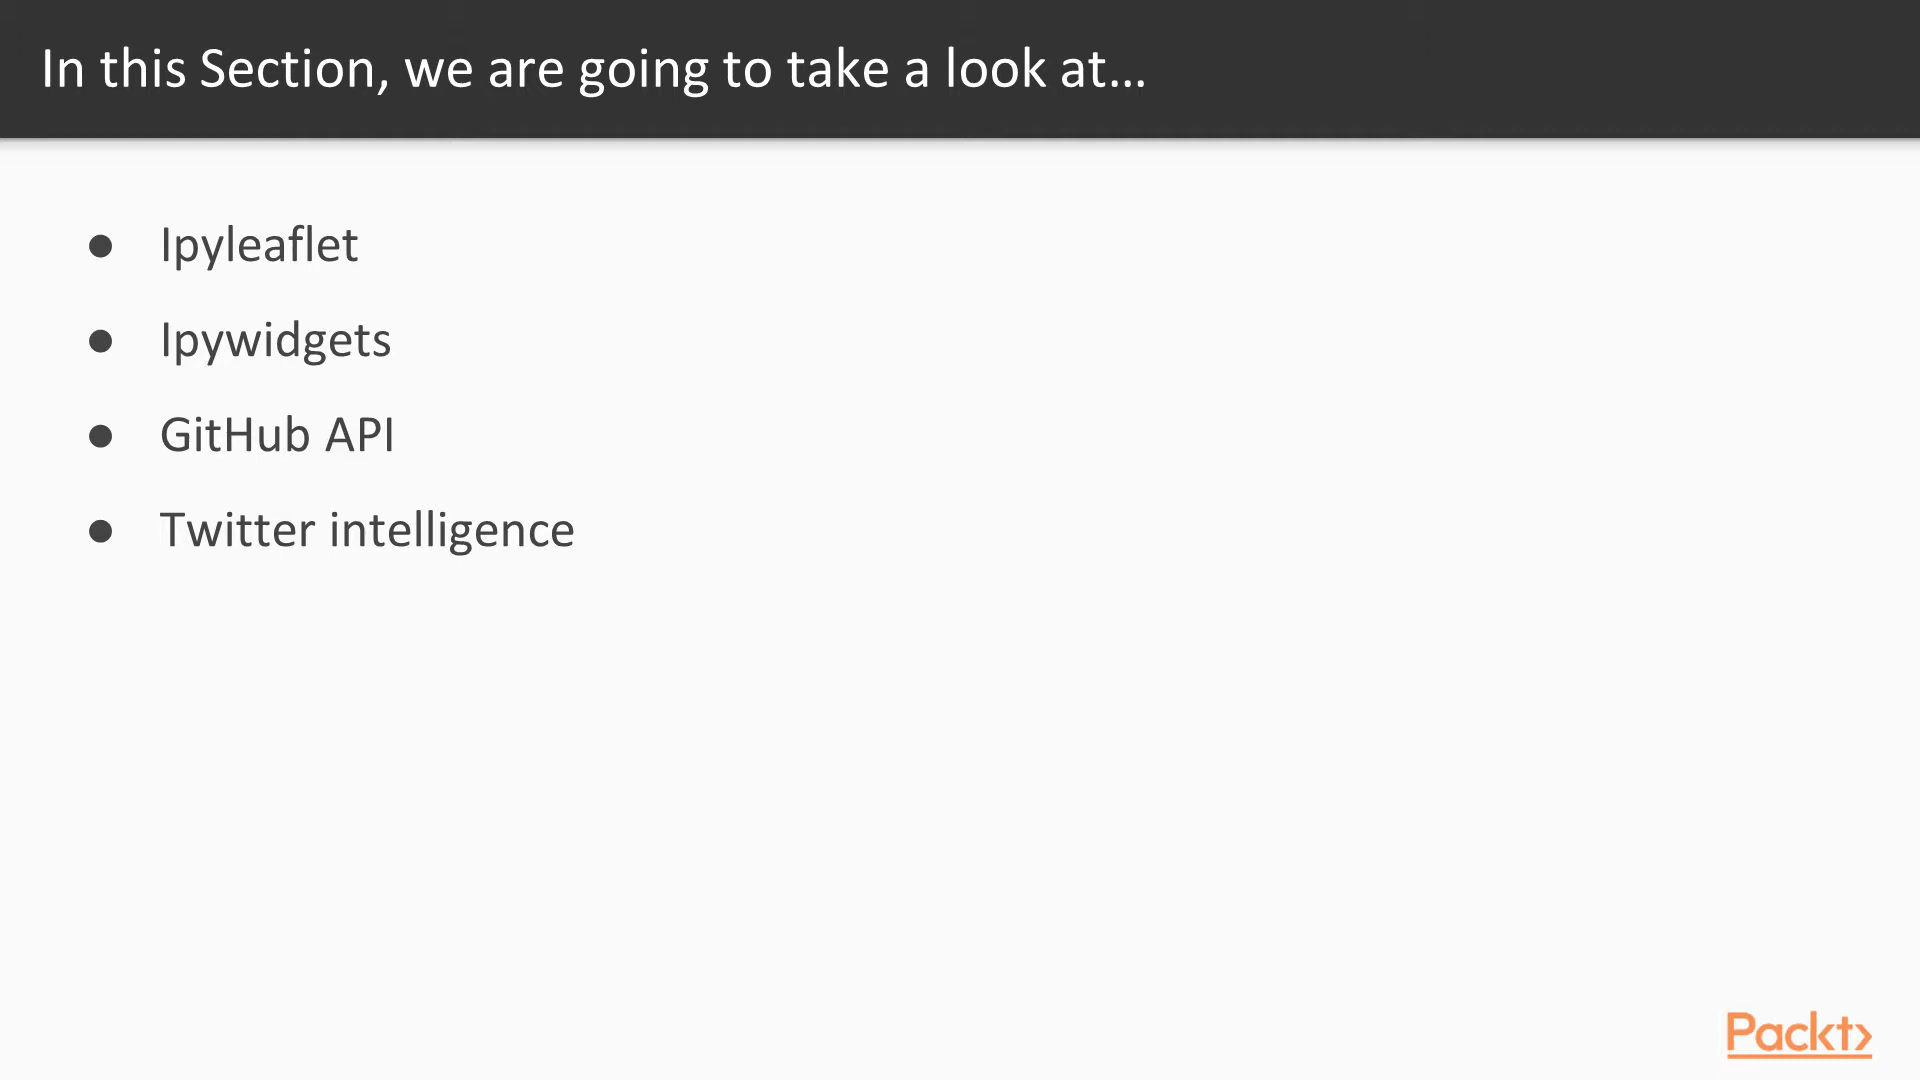 In this Section, we are going to take a look at...
● Ipyleaflet
● Ipywidgets
● GitHub API
● Twitter intelligence
Packt>